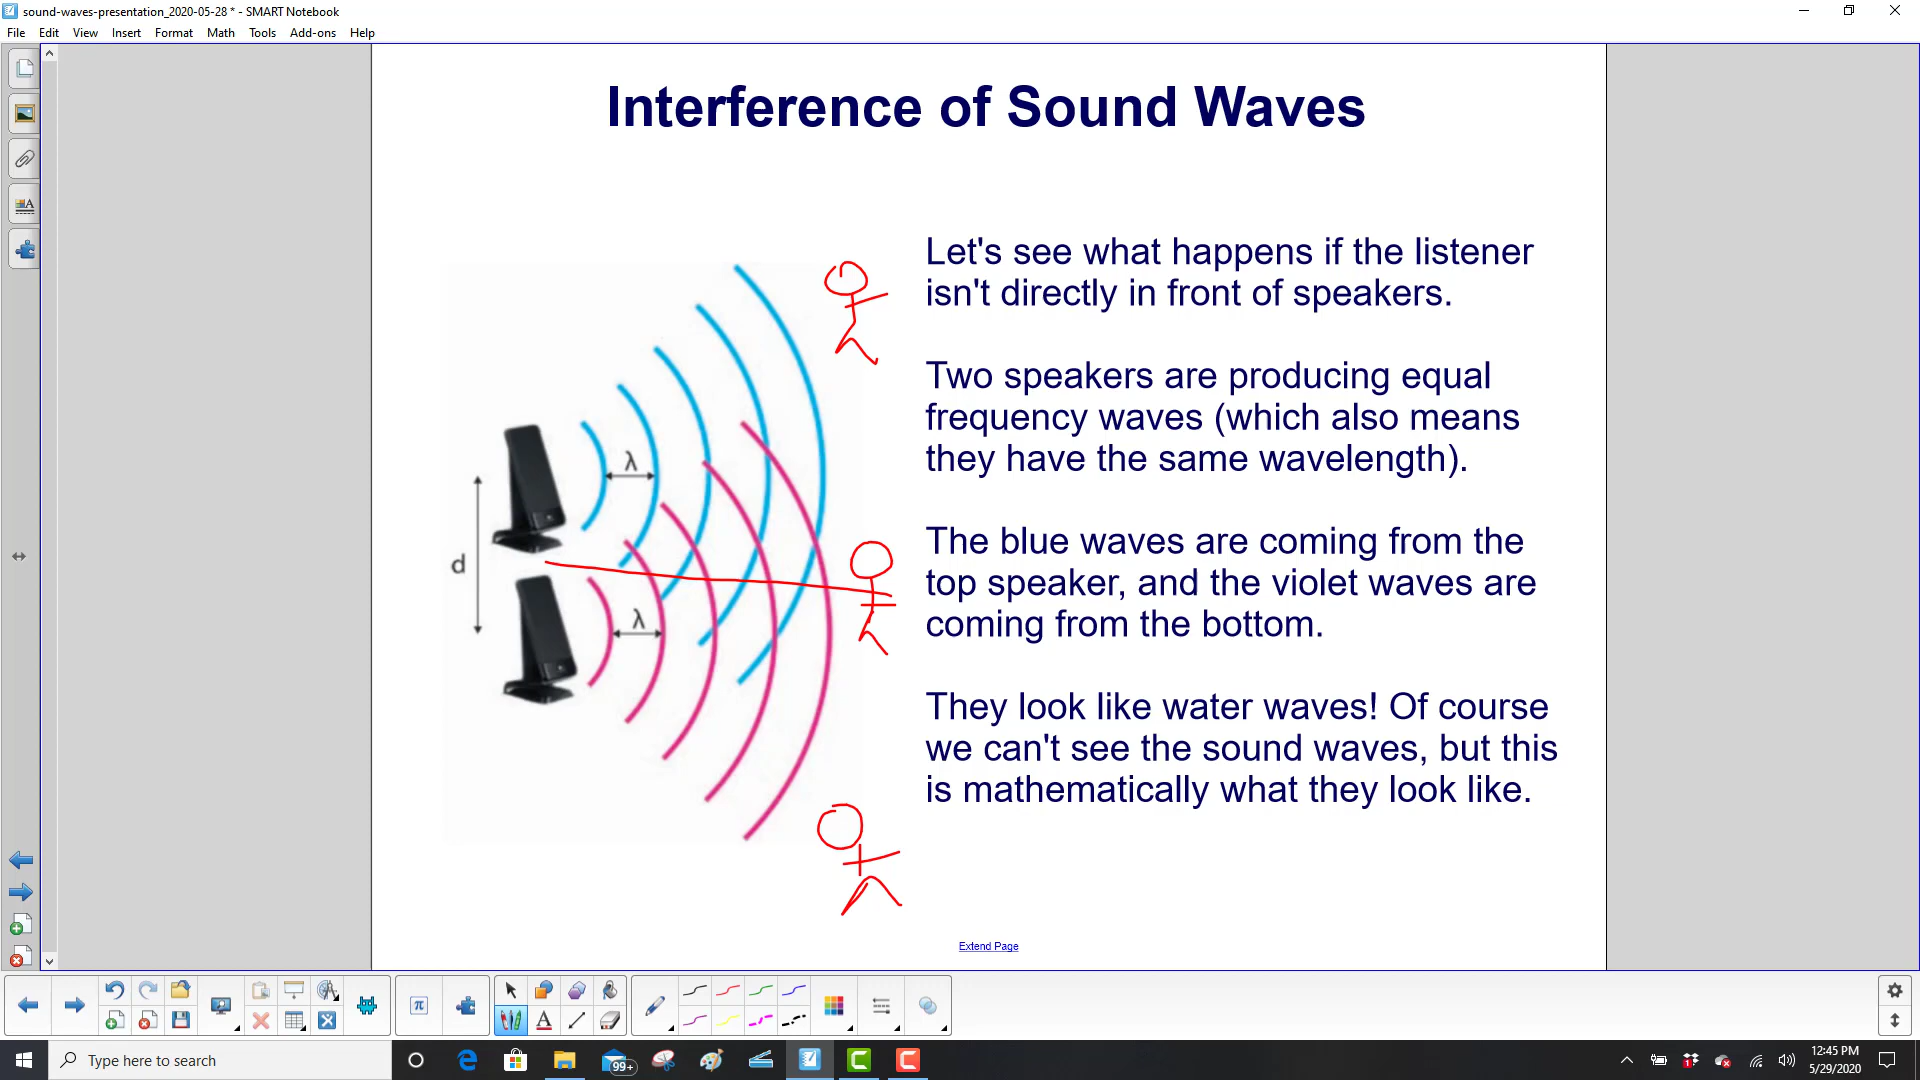 sound-waves-presentation_2020-05-28 * - SMART Notebook
File Edit View Insert Format Math Tools Add-ons Help
Interference of Sound Waves
Let's see what happens if the listener
isn't directly in front of speakers.
Two speakers are producing equal
frequency waves (which also means
they have the same wavelength).
The blue waves are coming from the
top speaker, and the violet waves are
coming from the bottom.
They look like water waves! Of course
we can't see the sound waves, but this
is mathematically what they look like.
λ
d
λ
Extend Page
π
A
Type here to search
99+
12:45 PM
5/29/2020